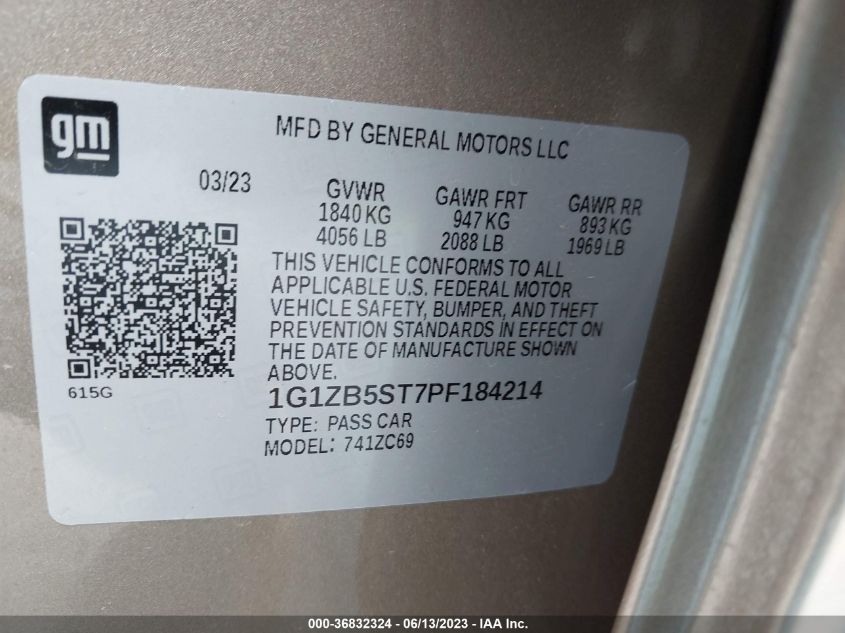 gm
MFD BY GENERAL MOTORS LLC
03/23
GVWR
1840 KG
4056 LB
GAWR FRT
947 KG
2088 LB
GAWR RR
893 KG
1969 LB
THIS VEHICLE CONFORMS TO ALL
APPLICABLE U.S. FEDERAL MOTOR
VEHICLE SAFETY, BUMPER, AND THEFT
PREVENTION STANDARDS IN EFFECT ON
THE DATE OF MANUFACTURE SHOWN
ABOVE.
615G
1G1ZB5ST7PF184214
TYPE: PASS CAR
MODEL: 741ZC69
000-36832324 - 06/13/2023 - Copart, Inc.